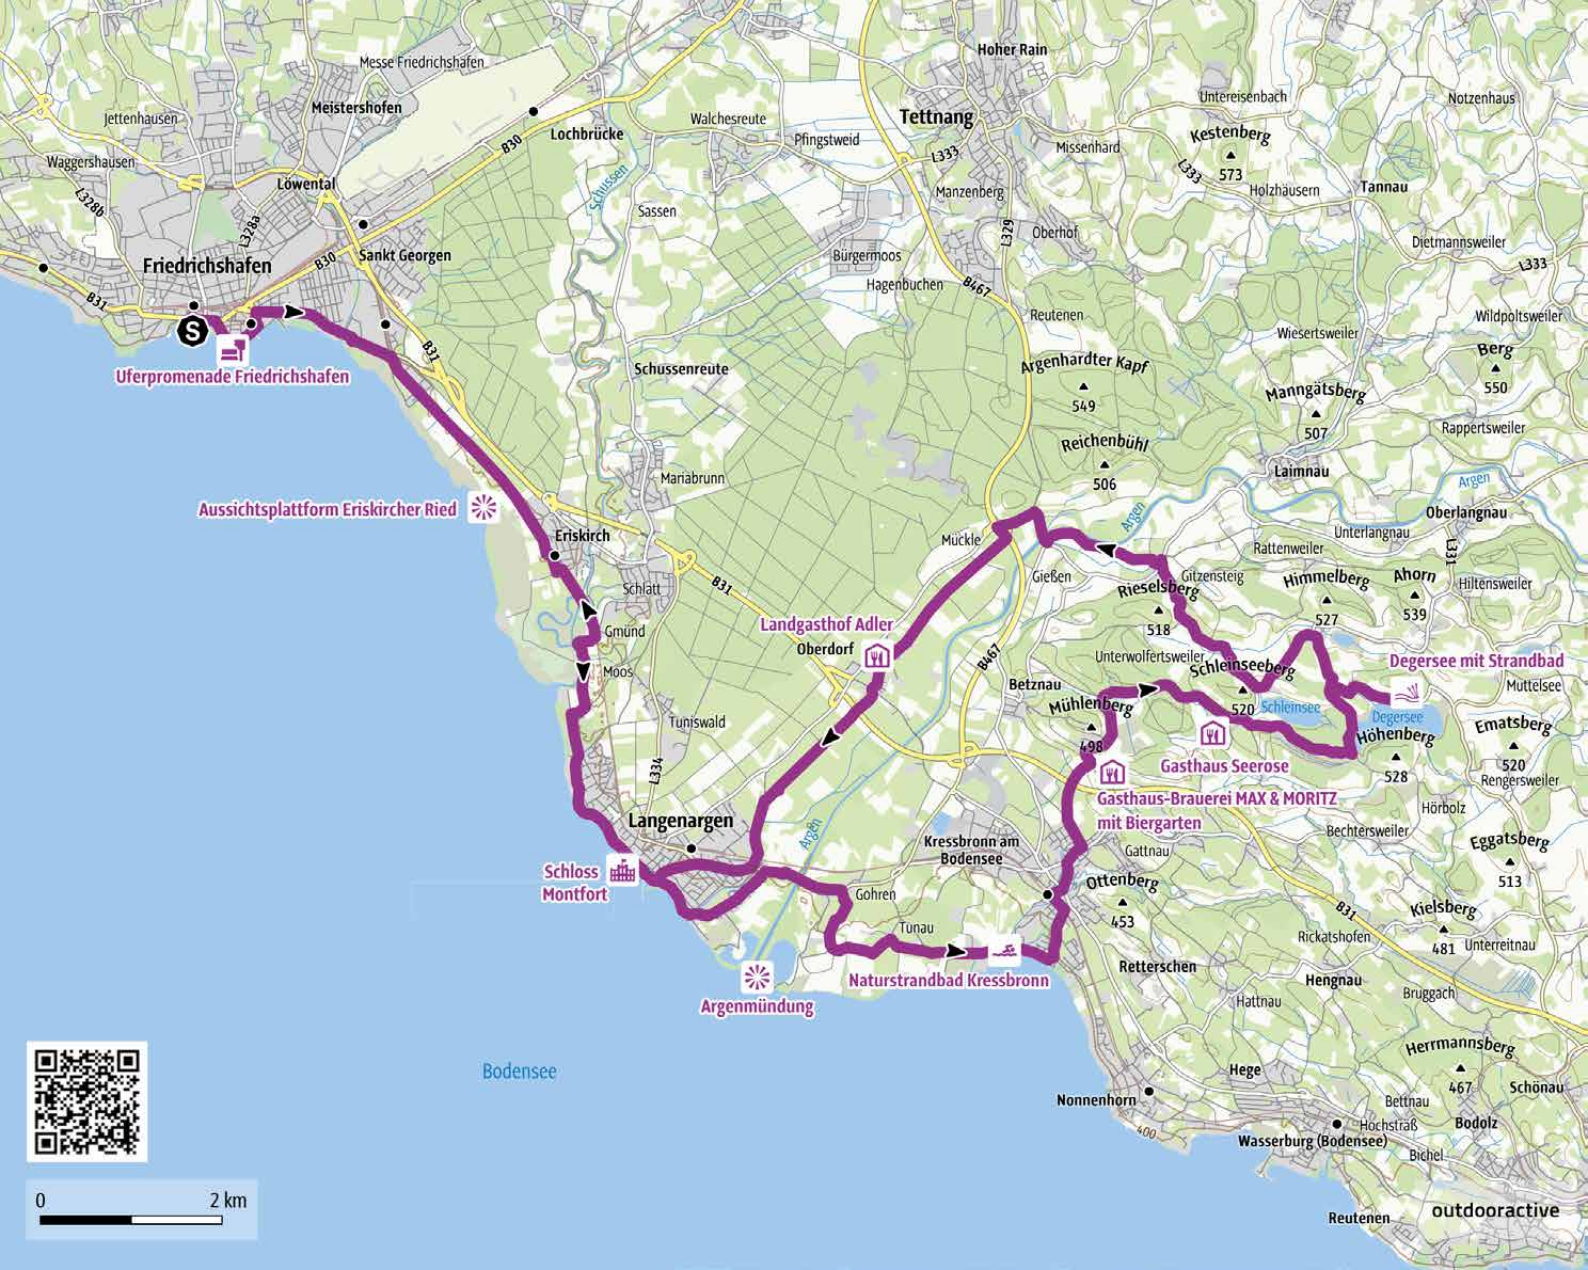 Hoher Rain
Messe Friedrichshafen
Meistershofen
Untereisenbach
Notzenhaus
Jettenhausen
Lochbrücke
Walchesreute
Tettnang
Pfingstweid
Kestenberg
573
B30
L333
Missenhard
L333
Waggershausen
Löwental
Schussen
Manzenberg
Holzhäusern
Tannau
L328b
L328a
Sassen
L329
Oberhof
Dietmannsweiler
Friedrichshafen
B30
Sankt Georgen
Bürgermoos
L333
Hagenbuchen
B467
B31
S
Reutenen
Wildpoltsweiler
Wiesertsweiler
B31
Berg
550
Uferpromenade Friedrichshafen
Schussenreute
Argenhardter Kapf
549
Manngätsberg
507
Rappertsweiler
Reichenbühl
506
Laimnau
Mariabrunn
Argen
Aussichtsplattform Eriskircher Ried
Argen
Oberlangnau
Eriskirch
Mückle
Unterlangnau
L331
Rattenweiler
Schlatt
B31
Gießen
Gitzensteig
Himmelberg
527
Ahorn
539
Hiltensweiler
Rieselsberg
518
Landgasthof Adler
Gmünd
Oberdorf
B467
Unterwolfertsweiler
Schleinseeberg
520
Degersee mit Strandbad
Moos
Betznau
Muttelsee
Mühlenberg
498
Schleinsee
Degersee
Tuniswald
Höhenberg
528
Ematsberg
520
Gasthaus Seerose
L334
Rengersweiler
Gasthaus-Brauerei MAX & MORITZ
mit Biergarten
Hörbolz
Langenargen
Argen
Bechtersweiler
Kressbronn am
Bodensee
Gattnau
Eggatsberg
513
Schloss
Montfort
Ottenberg
453
Gohren
B31
Kielsberg
481
Tunau
Rickatshofen
Unterreitnau
Retterschen
Naturstrandbad Kressbronn
Hengnau
Argenmündung
Hattnau
Bruggach
Herrmannsberg
467
Bodensee
Hege
Schönau
Nonnenhorn
Bettnau
400
Hochstraß
Bodolz
Wasserburg (Bodensee)
Bichel
0 2 km
Reutenen
outdooractive